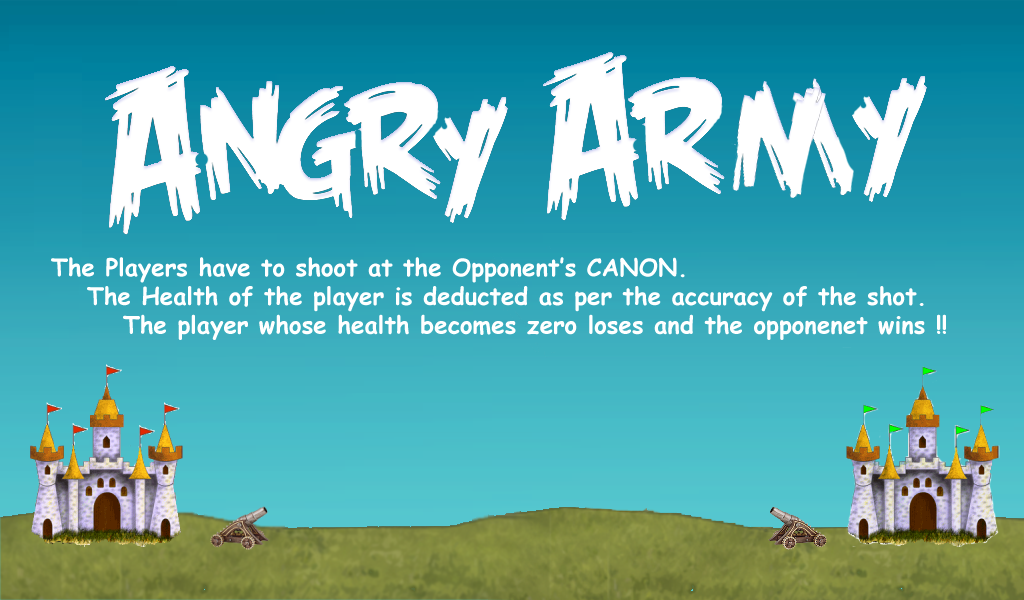 Angry Army
The Players have to shoot at the Opponent's CANON.
The Health of the player is deducted as per the accuracy of the shot.
The player whose health becomes zero loses and the opponenet wins !!